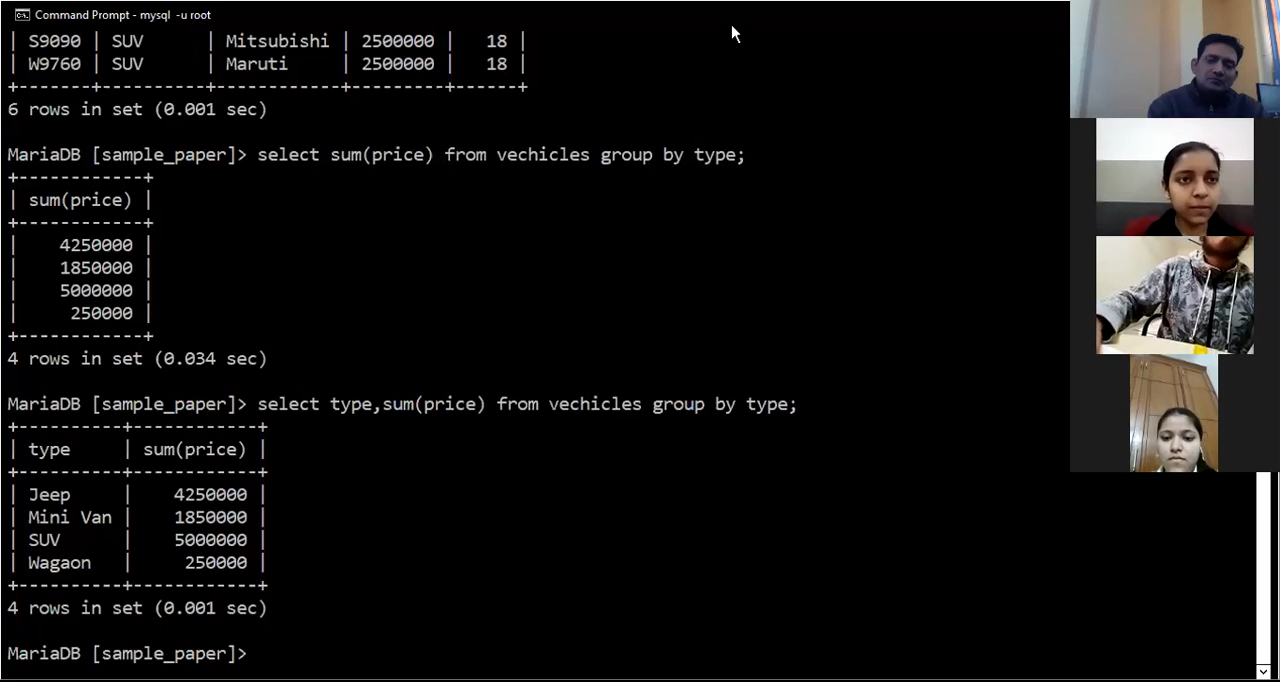 Command Prompt - mysql -u root
| S9090 | SUV | Mitsubishi | 2500000 | 18 |
| W9760 | SUV | Maruti | 2500000 | 18 |
+-------+----------+------------+---------+------+
6 rows in set (0.001 sec)
MariaDB [sample_paper]> select sum(price) from vechicles group by type;
+------------+
| sum(price) |
+------------+
| 4250000 |
| 1850000 |
| 5000000 |
| 250000 |
+------------+
4 rows in set (0.034 sec)
MariaDB [sample_paper]> select type,sum(price) from vechicles group by type;
+----------+------------+
| type | sum(price) |
+----------+------------+
| Jeep | 4250000 |
| Mini Van | 1850000 |
| SUV | 5000000 |
| Wagaon | 250000 |
+----------+------------+
4 rows in set (0.001 sec)
MariaDB [sample_paper]>